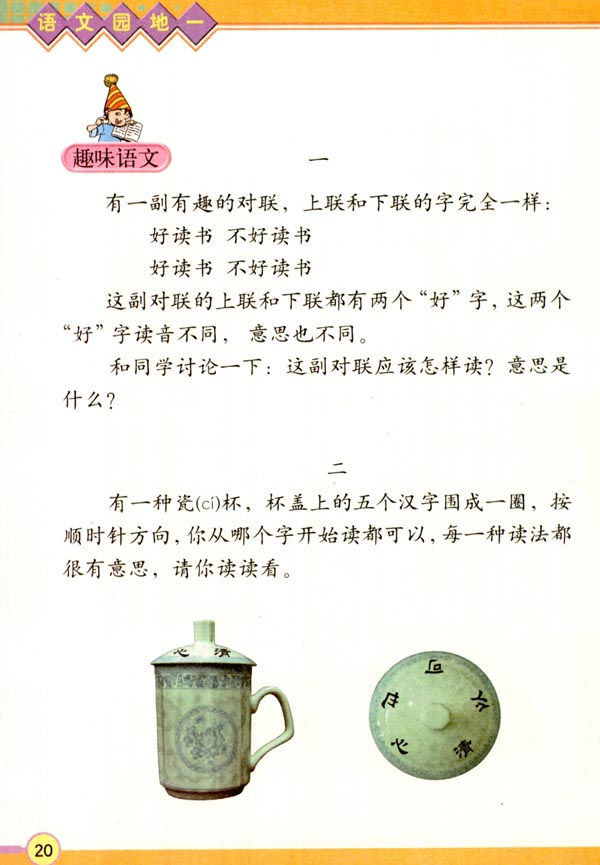 语文园地一
趣味语文
一
有一副有趣的对联，上联和下联的字完全一样：
好读书 不好读书
好读书 不好读书
这副对联的上联和下联都有两个“好”字，这两个
“好”字读音不同， 意思也不同。
和同学讨论一下：这副对联应该怎样读？意思是
什么？
二
有一种瓷(cí)杯，杯盖上的五个汉字围成一圈，按
顺时针方向，你从哪个字开始读都可以，每一种读法都
很有意思，请你读读看。
心清
可以清心也
20